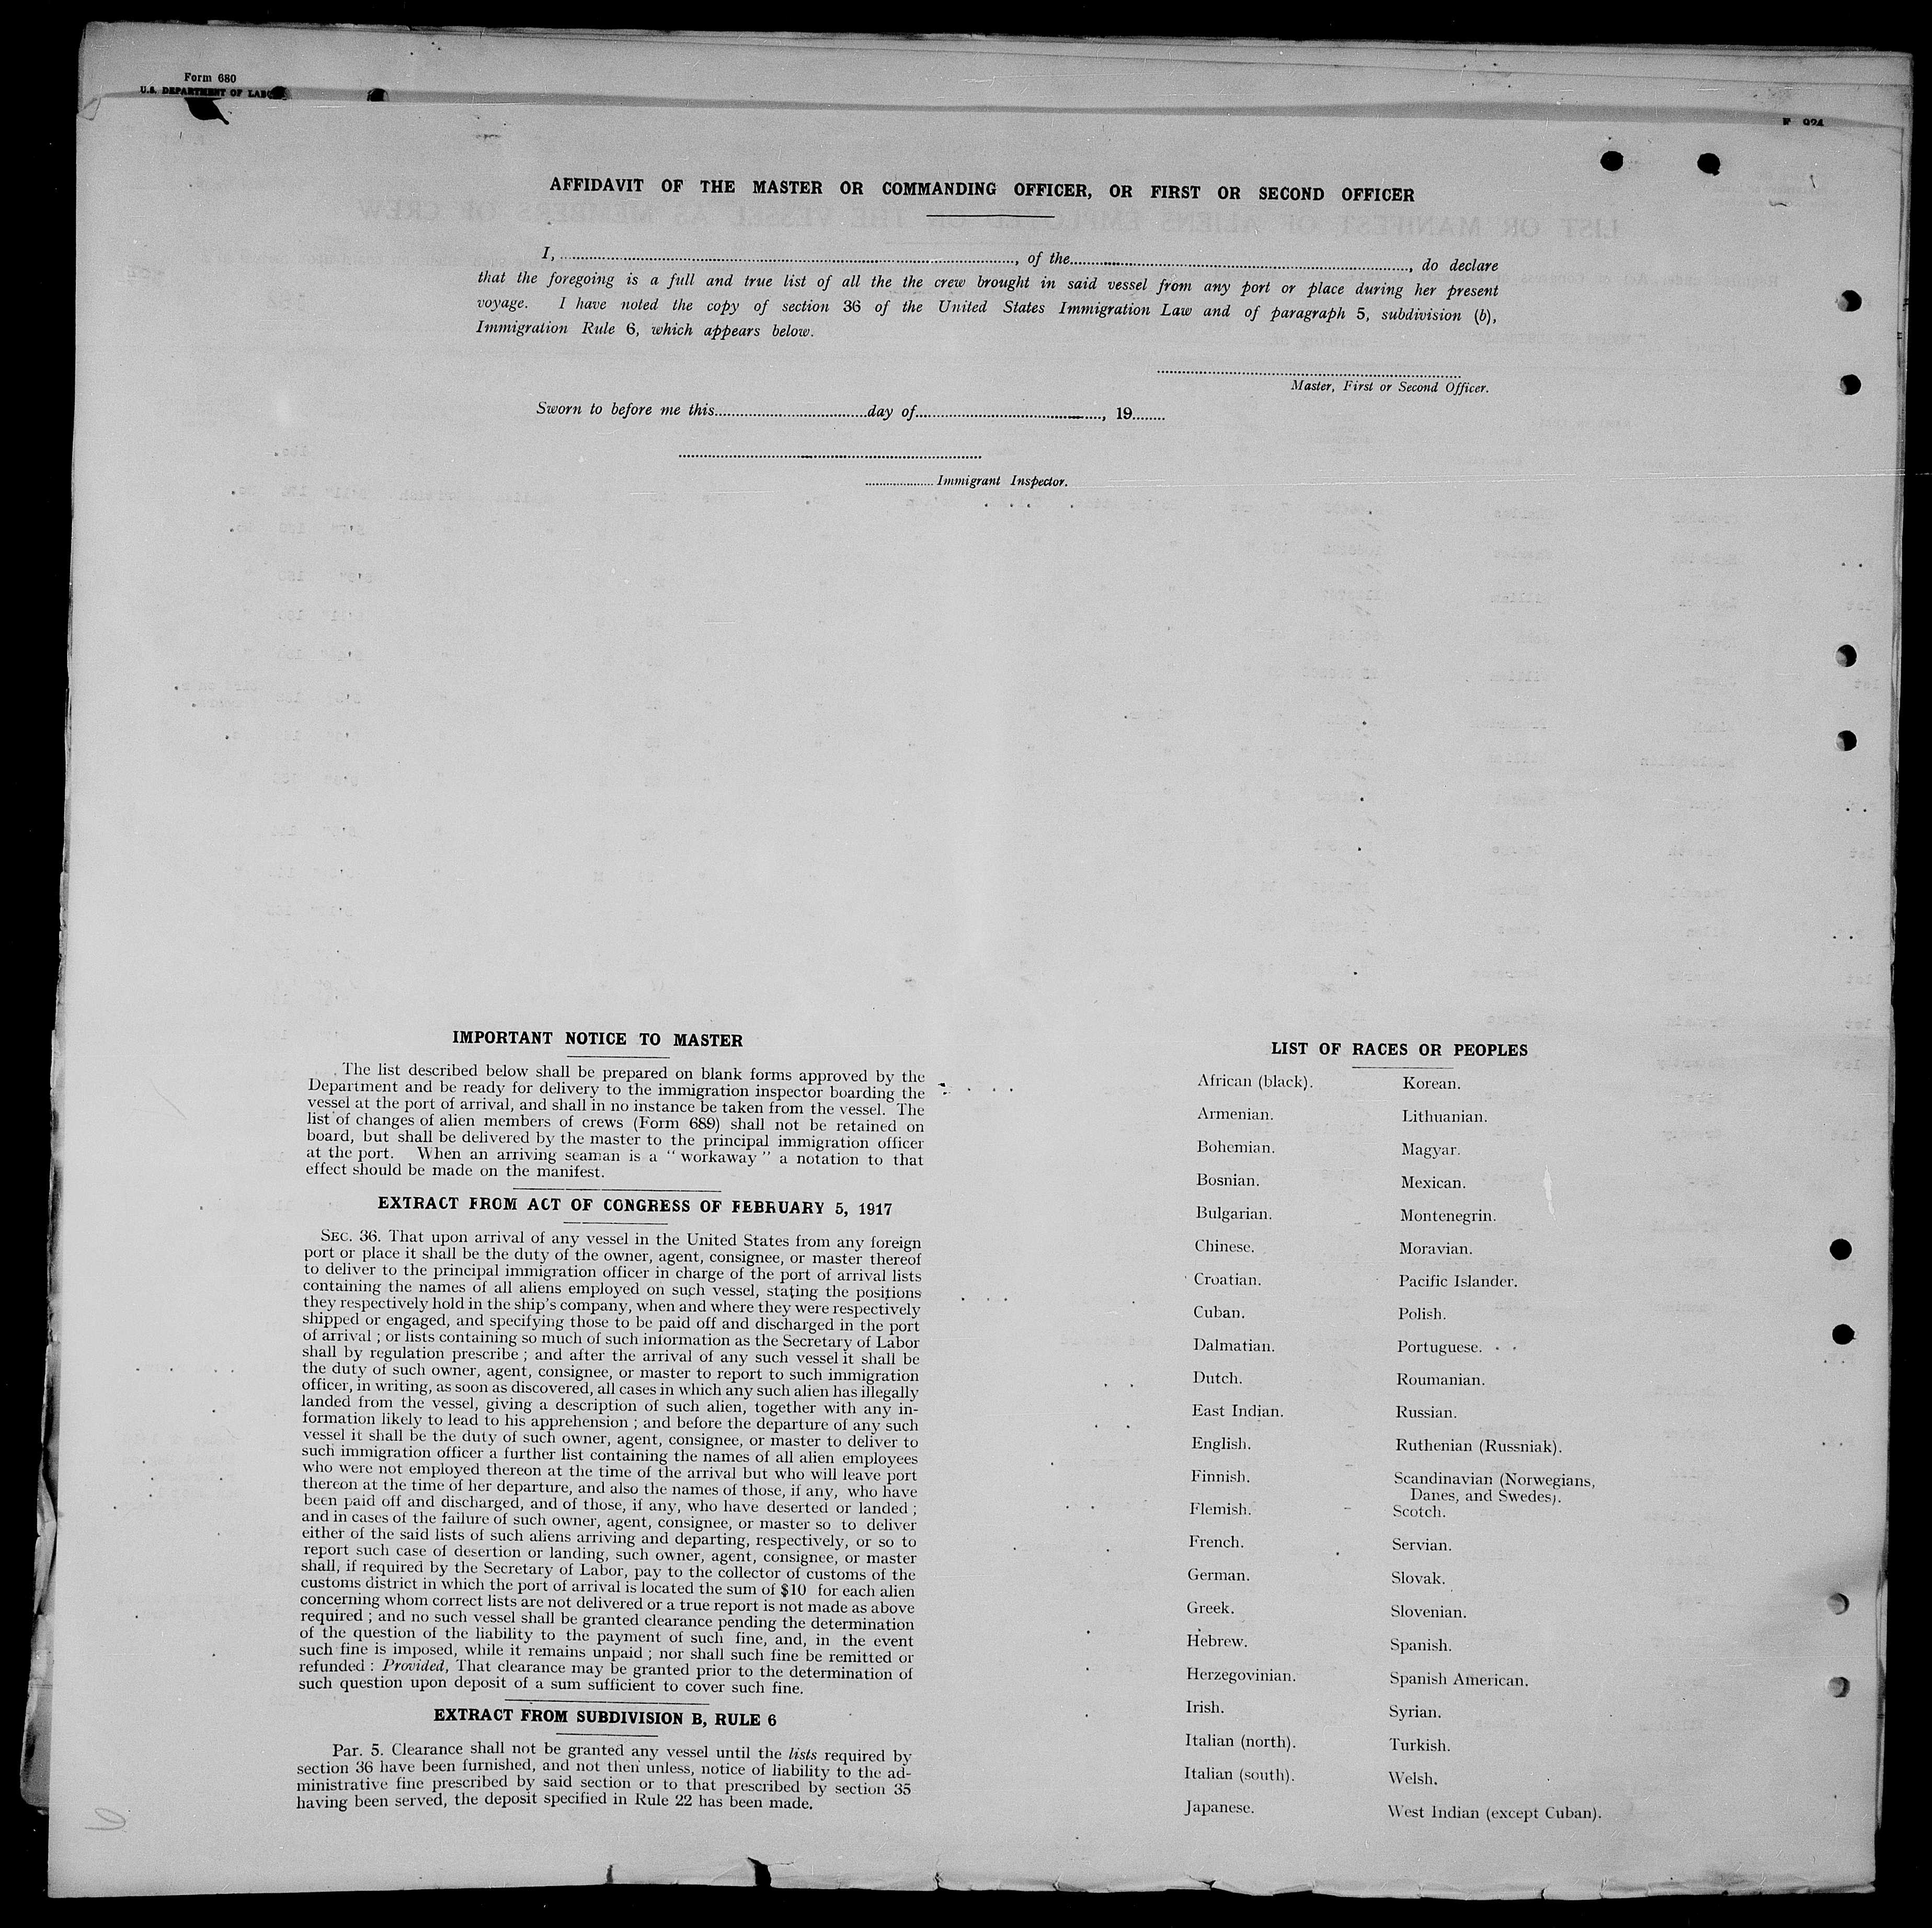 Form 680
U.S. DEPARTMENT OF LABOR
AFFIDAVIT OF THE MASTER OR COMMANDING OFFICER, OR FIRST OR SECOND OFFICER
I, ........, of the........, do declare
that the foregoing is a full and true list of all the the crew brought in said vessel from any port or place during her present
voyage. I have noted the copy of section 36 of the United States Immigration Law and of paragraph 5, subdivision (b),
Immigration Rule 6, which appears below.
Master, First or Second Officer.
Sworn to before me this........day of........, 19........
........Immigrant Inspector.
IMPORTANT NOTICE TO MASTER
The list described below shall be prepared on blank forms approved by the
Department and be ready for delivery to the immigration inspector boarding the
vessel at the port of arrival, and shall in no instance be taken from the vessel. The
list of changes of alien members of crews (Form 689) shall not be retained on
board, but shall be delivered by the master to the principal immigration officer
at the port. When an arriving seaman is a "workaway" a notation to that
effect should be made on the manifest.
EXTRACT FROM ACT OF CONGRESS OF FEBRUARY 5, 1917
SEC. 36. That upon arrival of any vessel in the United States from any foreign
port or place it shall be the duty of the owner, agent, consignee, or master thereof
to deliver to the principal immigration officer in charge of the port of arrival lists
containing the names of all aliens employed on such vessel, stating the positions
they respectively hold in the ship's company, when and where they were respectively
shipped or engaged, and specifying those to be paid off and discharged in the port
of arrival; or lists containing so much of such information as the Secretary of Labor
shall by regulation prescribe; and after the arrival of any such vessel it shall be
the duty of such owner, agent, consignee, or master to report to such immigration
officer, in writing, as soon as discovered, all cases in which any such alien has illegally
landed from the vessel, giving a description of such alien, together with any in-
formation likely to lead to his apprehension; and before the departure of any such
vessel it shall be the duty of such owner, agent, consignee, or master to deliver to
such immigration officer a further list containing the names of all alien employees
who were not employed thereon at the time of the arrival but who will leave port
thereon at the time of her departure, and also the names of those, if any, who have
been paid off and discharged, and of those, if any, who have deserted or landed;
and in cases of the failure of such owner, agent, consignee, or master so to deliver
either of the said lists of such aliens arriving and departing, respectively, or so to
report such case of desertion or landing, such owner, agent, consignee, or master
shall, if required by the Secretary of Labor, pay to the collector of customs of the
customs district in which the port of arrival is located the sum of $10 for each alien
concerning whom correct lists are not delivered or a true report is not made as above
required; and no such vessel shall be granted clearance pending the determination
of the question of the liability to the payment of such fine, and, in the event
such fine is imposed, while it remains unpaid; nor shall such fine be remitted or
refunded: Provided, That clearance may be granted prior to the determination of
such question upon deposit of a sum sufficient to cover such fine.
EXTRACT FROM SUBDIVISION B, RULE 6
Par. 5. Clearance shall not be granted any vessel until the lists required by
section 36 have been furnished, and not then unless, notice of liability to the ad-
ministrative fine prescribed by said section or to that prescribed by section 35
having been served, the deposit specified in Rule 22 has been made.
LIST OF RACES OR PEOPLES
African (black).
Armenian.
Bohemian.
Bosnian.
Bulgarian.
Chinese.
Croatian.
Cuban.
Dalmatian.
Dutch.
East Indian.
English.
Finnish.
Flemish.
French.
German.
Greek.
Hebrew.
Herzegovinian.
Irish.
Italian (north).
Italian (south).
Japanese.
Korean.
Lithuanian.
Magyar.
Mexican.
Montenegrin.
Moravian.
Pacific Islander.
Polish.
Portuguese.
Roumanian.
Russian.
Ruthenian (Russniak).
Scandinavian (Norwegians,
Danes, and Swedes).
Scotch.
Servian.
Slovak.
Slovenian.
Spanish.
Spanish American.
Syrian.
Turkish.
Welsh.
West Indian (except Cuban).